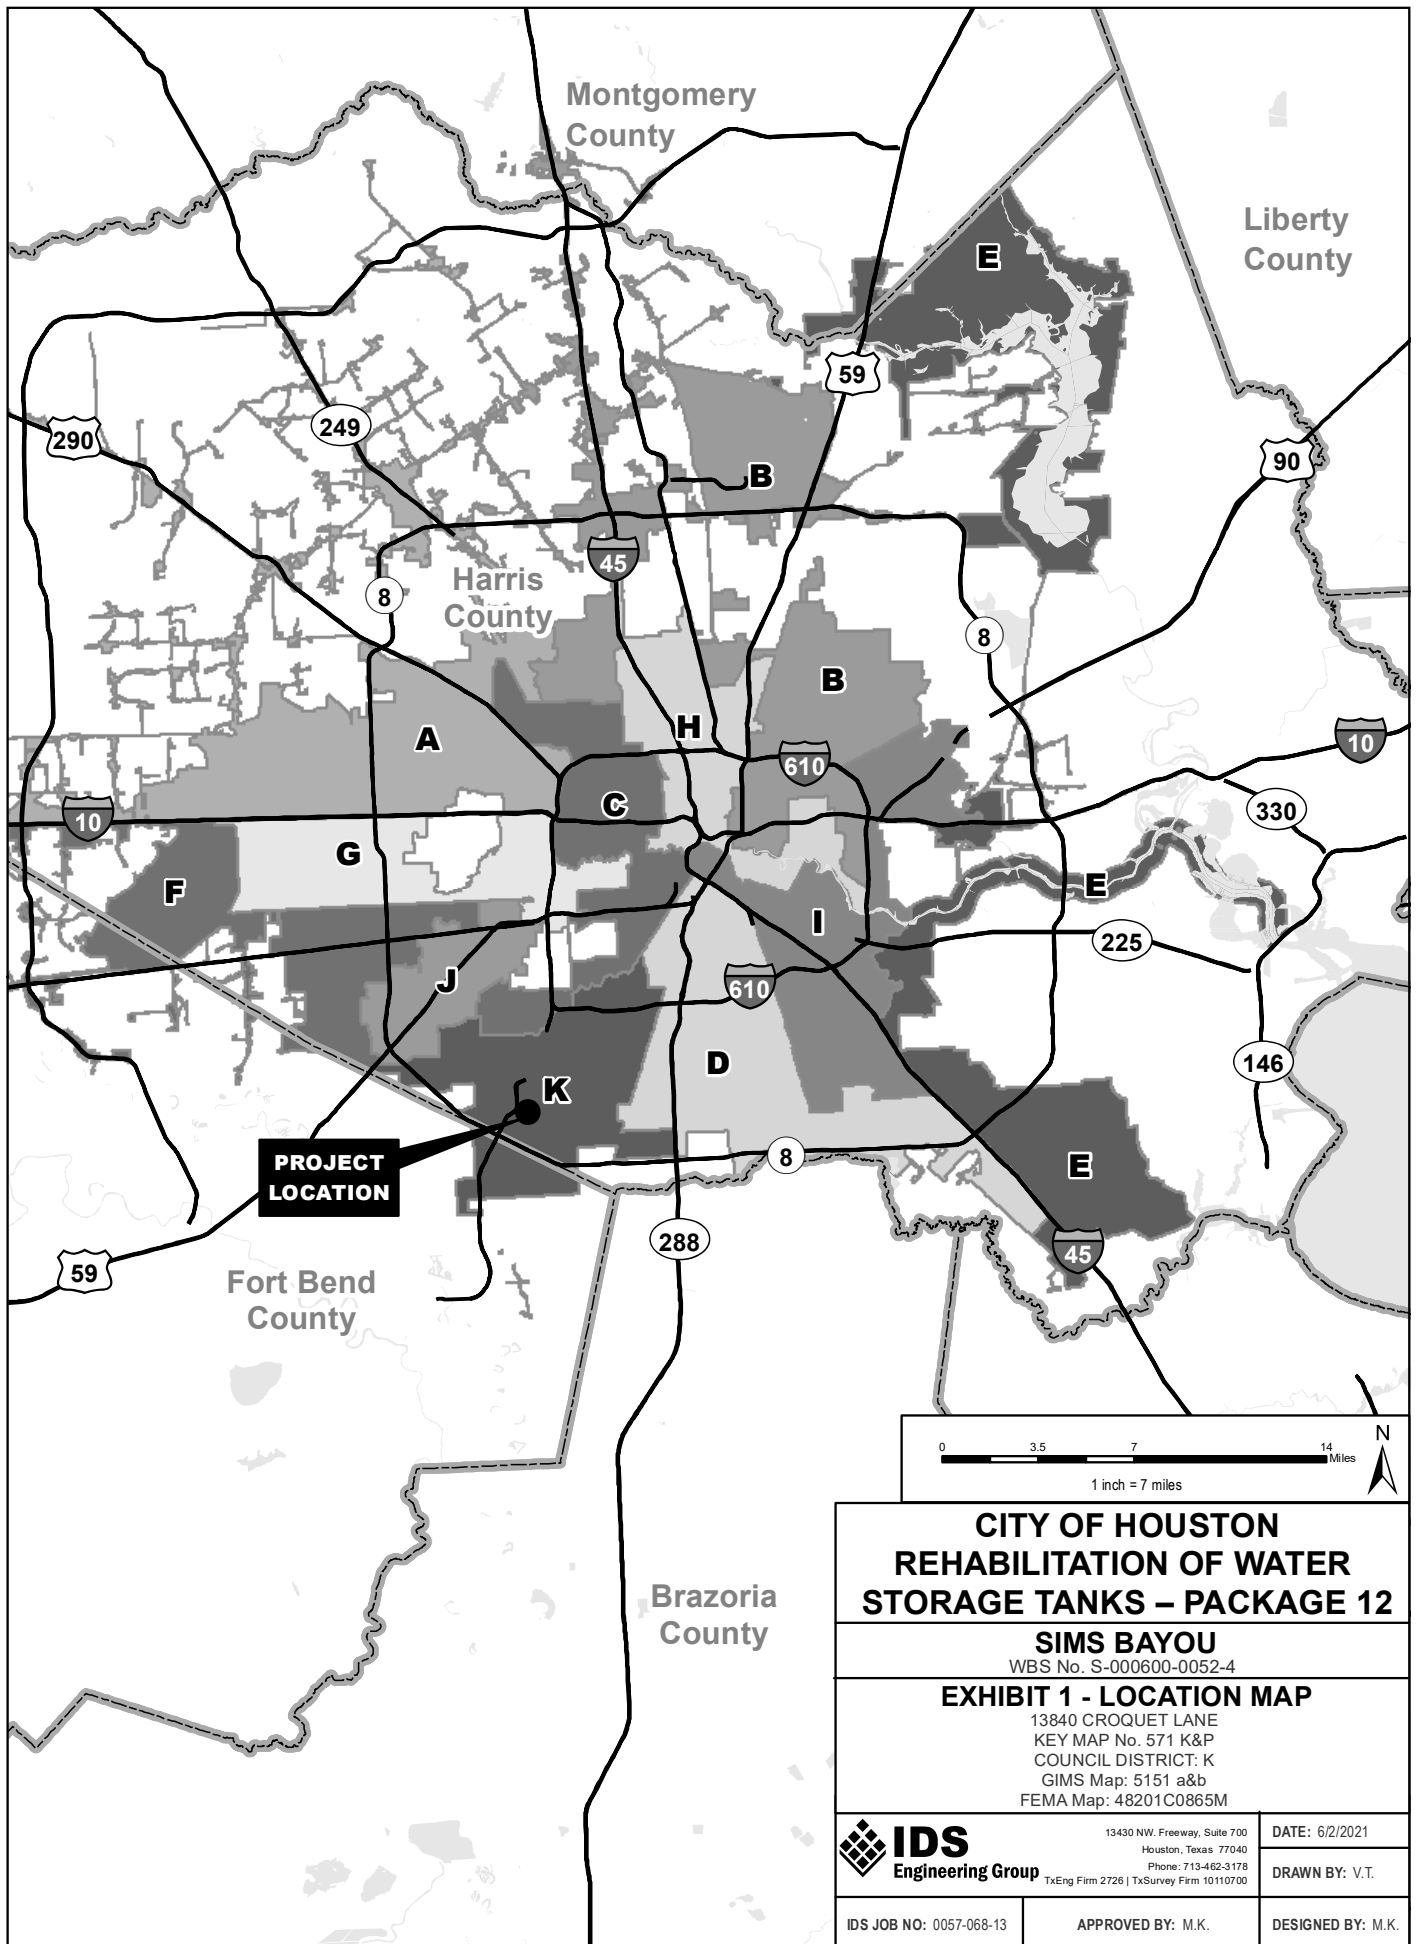 Montgomery
County
Liberty
County
E
59
249
290
B
90
45
Harris
County
8
8
B
A
H
10
610
C
10
330
G
F
E
I
225
J
610
D
146
K
PROJECT
LOCATION
8
E
288
45
59
Fort Bend
County
0 3.5 7 14
Miles
N
1 inch = 7 miles
Brazoria
County
CITY OF HOUSTON
REHABILITATION OF WATER
STORAGE TANKS – PACKAGE 12
SIMS BAYOU
WBS No. S-000600-0052-4
EXHIBIT 1 - LOCATION MAP
13840 CROQUET LANE
KEY MAP No. 571 K&P
COUNCIL DISTRICT: K
GIMS Map: 5151 a&b
FEMA Map: 48201C0865M
IDS
Engineering Group
13430 NW. Freeway, Suite 700
Houston, Texas 77040
Phone: 713-462-3178
TxEng Firm 2726 | TxSurvey Firm 10110700
DATE: 6/2/2021
DRAWN BY: V.T.
IDS JOB NO: 0057-068-13
APPROVED BY: M.K.
DESIGNED BY: M.K.